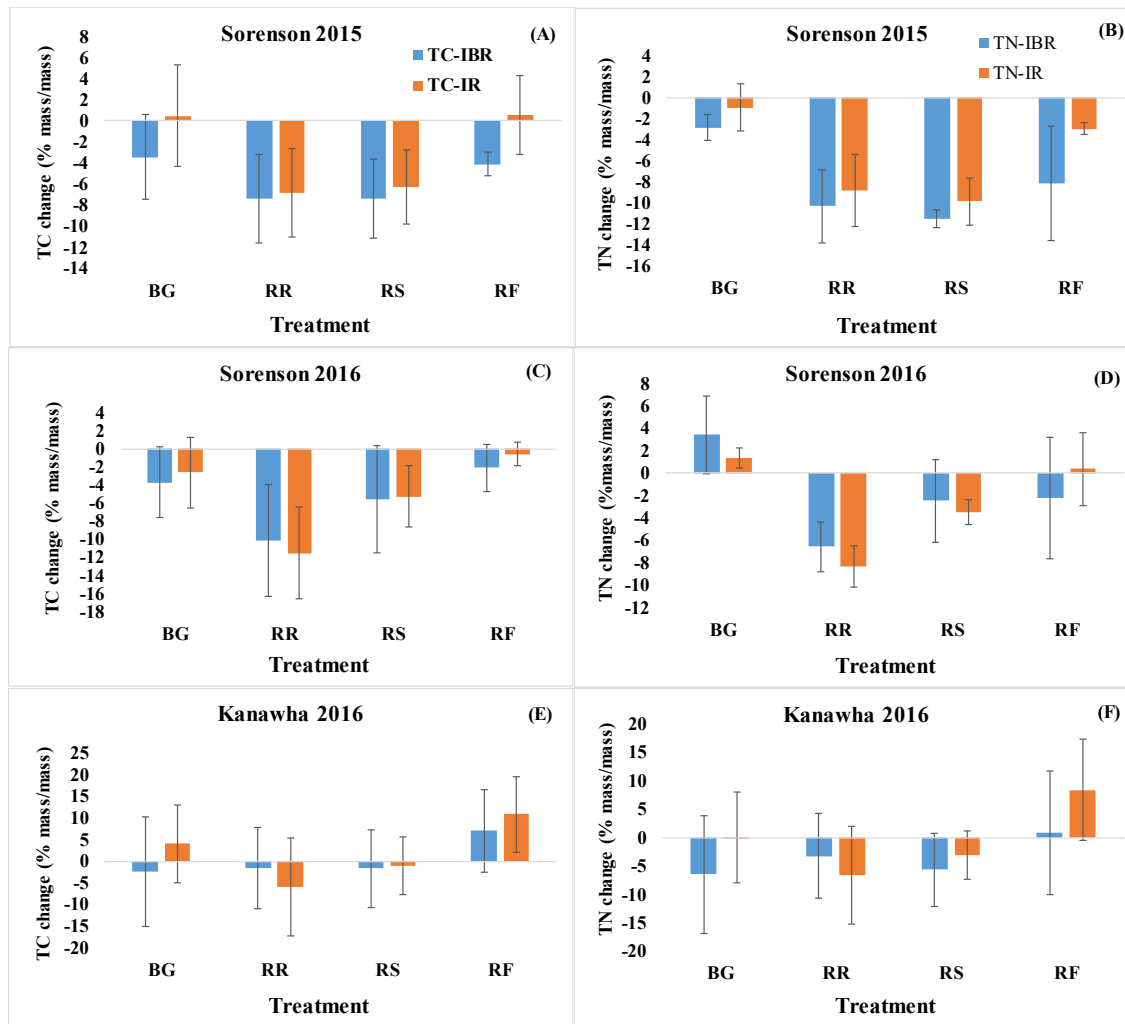 Sorenson 2015
(A)
TC-IBR
TC-IR
TC change (% mass/mass)
8
6
4
2
0
-2
-4
-6
-8
-10
-12
-14
BG RR RS RF
Treatment
Sorenson 2015
(B)
TN-IBR
TN-IR
TN change (% mass/mass)
4
2
0
-2
-4
-6
-8
-10
-12
-14
-16
BG RR RS RF
Treatment
Sorenson 2016
(C)
TC change (% mass/mass)
4
2
0
-2
-4
-6
-8
-10
-12
-14
-16
-18
BG RR RS RF
Treatment
Sorenson 2016
(D)
TN change (%mass/mass)
8
6
4
2
0
-2
-4
-6
-8
-10
-12
BG RR RS RF
Treatment
Kanawha 2016
(E)
TC change (% mass/mass)
25
20
15
10
5
0
-5
-10
-15
-20
BG RR RS RF
Treatment
Kanawha 2016
(F)
TN change (% mass/mass)
20
15
10
5
0
-5
-10
-15
-20
BG RR RS RF
Treatment